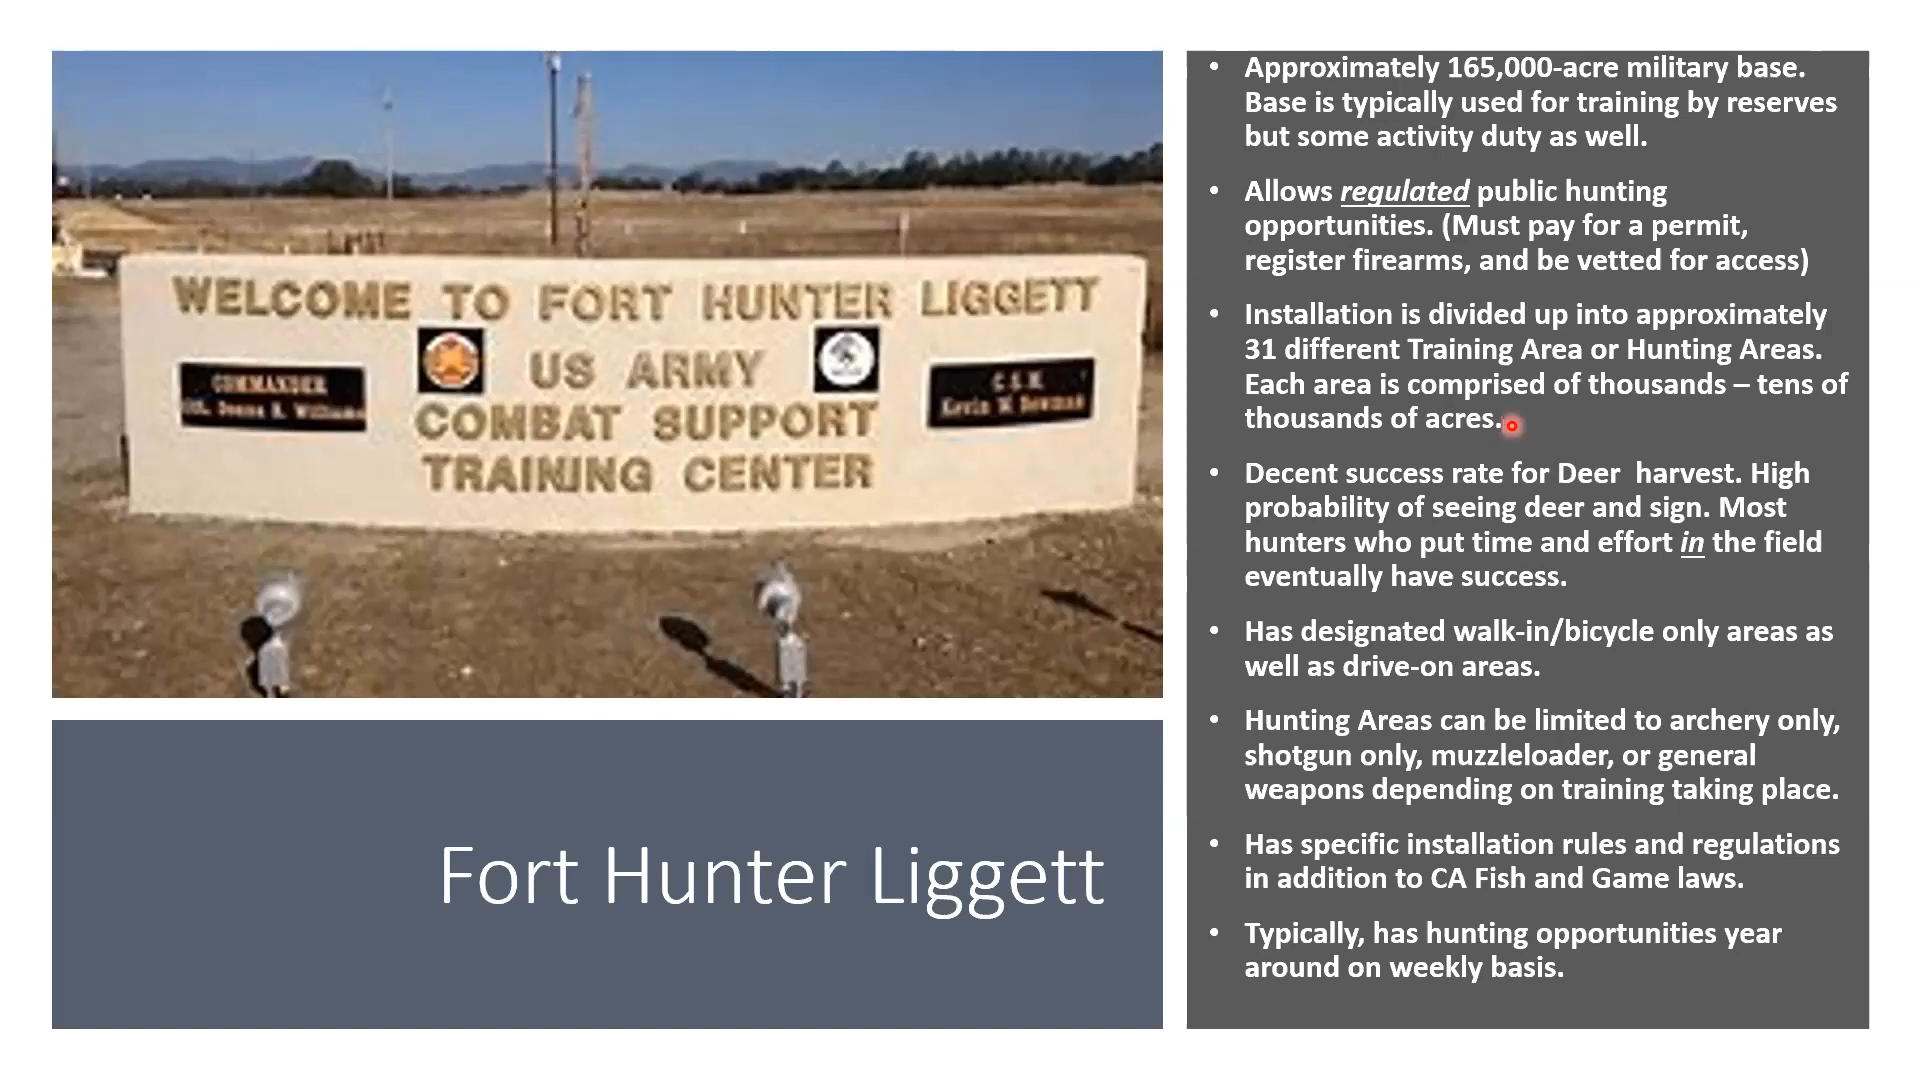 WELCOME TO FORT HUNTER LIGGETT
US ARMY
COMBAT SUPPORT
TRAINING CENTER
COMMANDER
COL. Donna R. Williams
C.S.M.
Kevin W. Bowman
Fort Hunter Liggett
• Approximately 165,000-acre military base.
Base is typically used for training by reserves
but some activity duty as well.
• Allows regulated public hunting
opportunities. (Must pay for a permit,
register firearms, and be vetted for access)
• Installation is divided up into approximately
31 different Training Area or Hunting Areas.
Each area is comprised of thousands – tens of
thousands of acres.
• Decent success rate for Deer  harvest. High
probability of seeing deer and sign. Most
hunters who put time and effort in the field
eventually have success.
• Has designated walk-in/bicycle only areas as
well as drive-on areas.
• Hunting Areas can be limited to archery only,
shotgun only, muzzleloader, or general
weapons depending on training taking place.
• Has specific installation rules and regulations
in addition to CA Fish and Game laws.
• Typically, has hunting opportunities year
around on weekly basis.